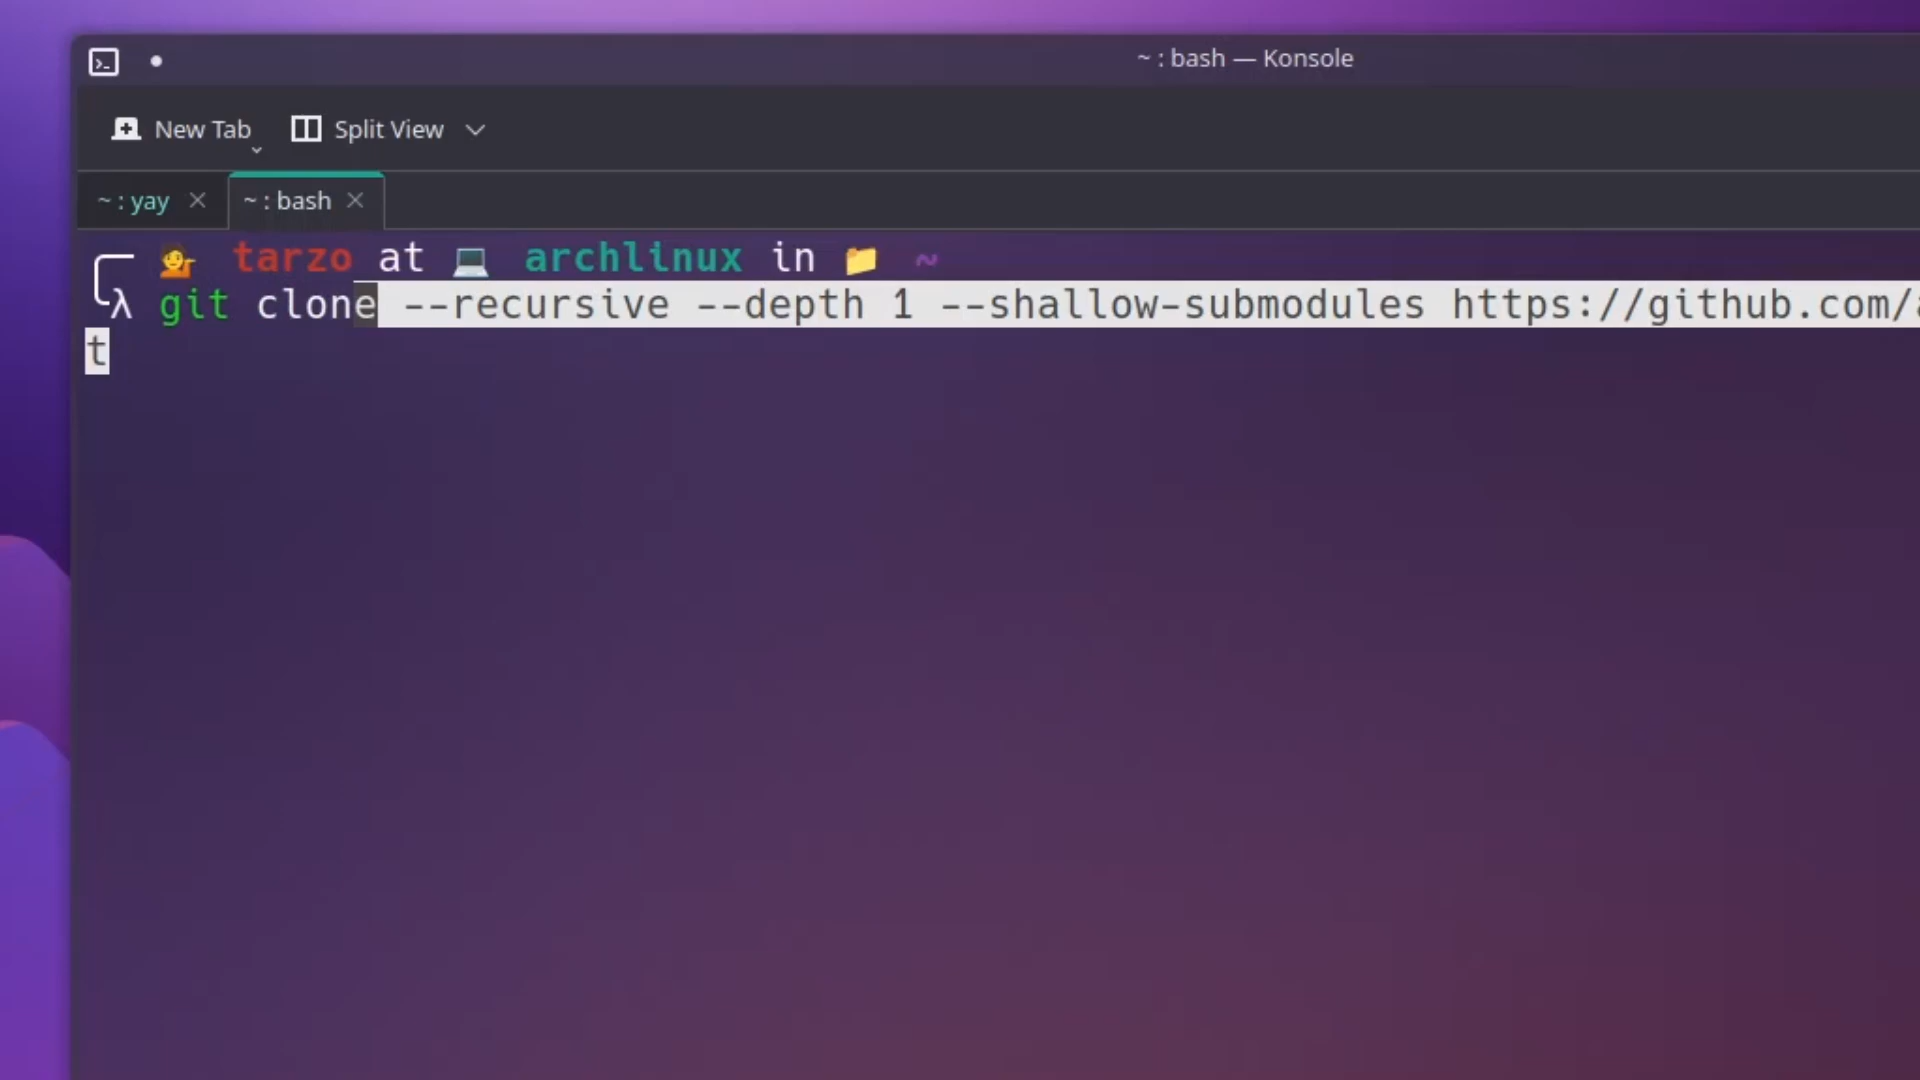 ~ : bash — Konsole
New Tab
Split View
~ : yay
~ : bash
tarzo at 💻 archlinux in 📁 ~
λ git clone --recursive --depth 1 --shallow-submodules https://github.com/
t